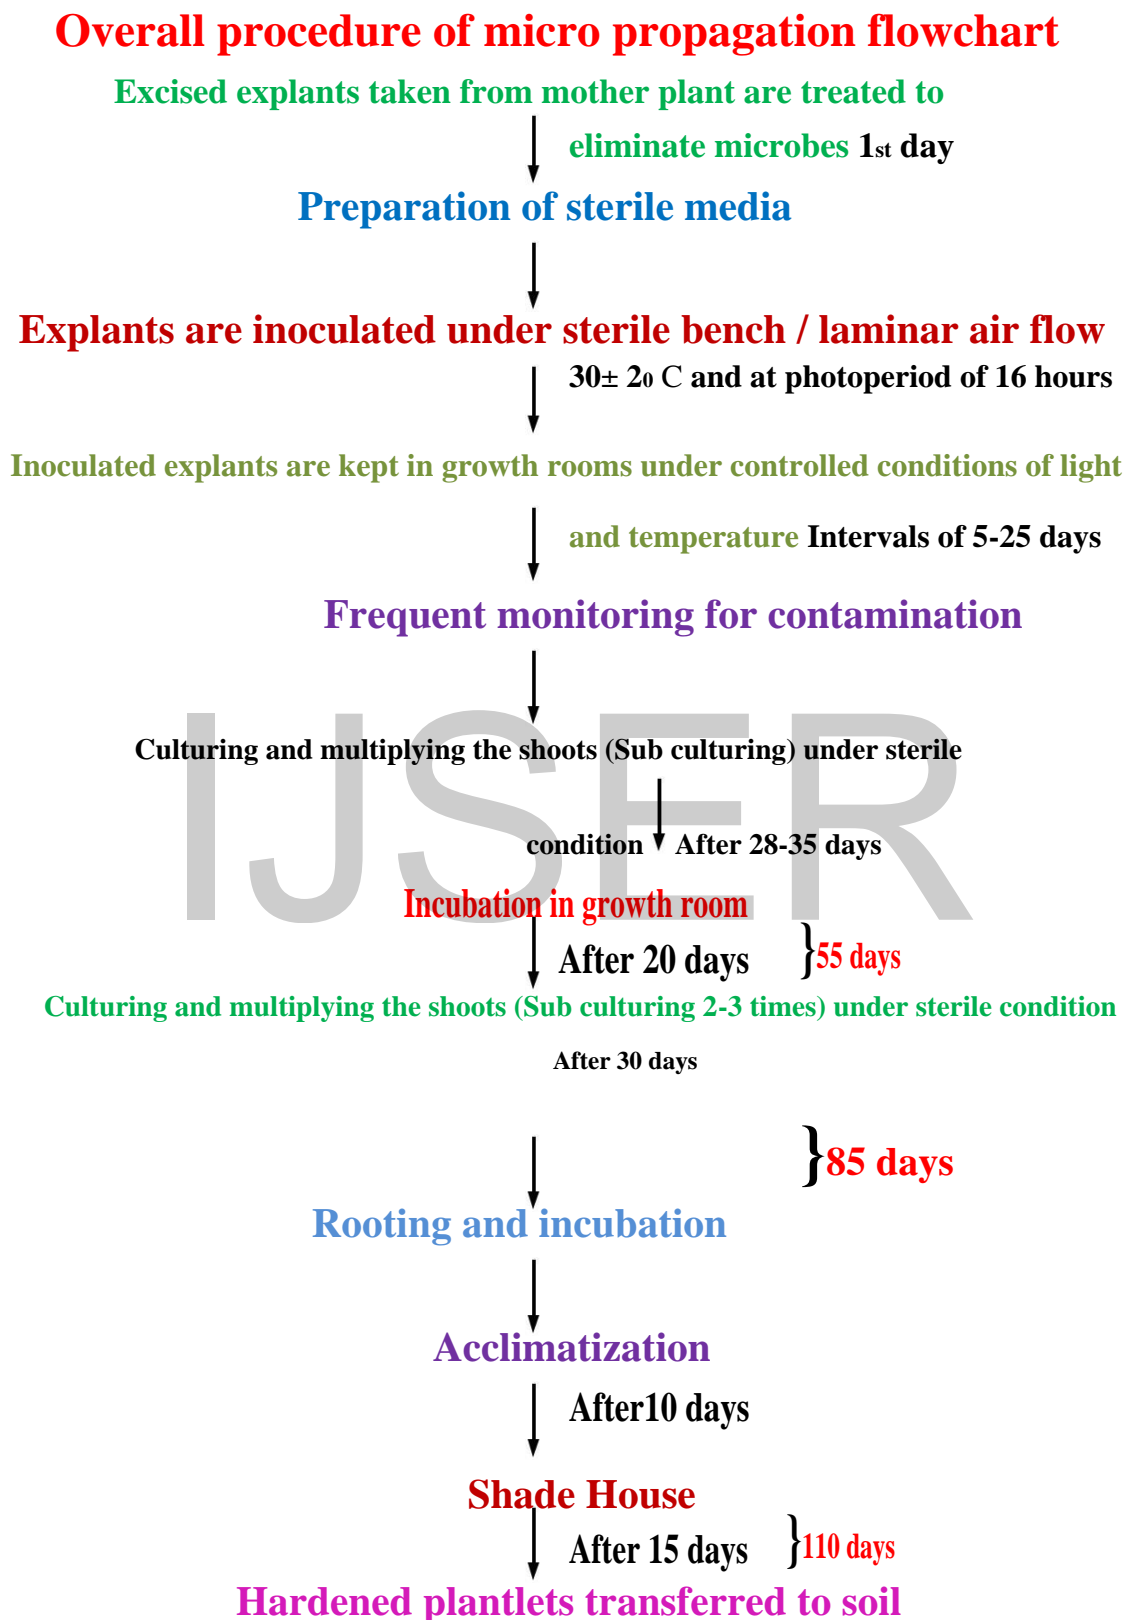 Overall procedure of micro propagation flowchart
Excised explants taken from mother plant are treated to
eliminate microbes 1st day
Preparation of sterile media
Explants are inoculated under sterile bench / laminar air flow
30± 20 C and at photoperiod of 16 hours
Inoculated explants are kept in growth rooms under controlled conditions of light
and temperature Intervals of 5-25 days
Frequent monitoring for contamination
IJSER
Culturing and multiplying the shoots (Sub culturing) under sterile
condition After 28-35 days
Incubation in growth room
After 20 days }55 days
Culturing and multiplying the shoots (Sub culturing 2-3 times) under sterile condition
After 30 days
}85 days
Rooting and incubation
Acclimatization
After10 days
Shade House
After 15 days }110 days
Hardened plantlets transferred to soil